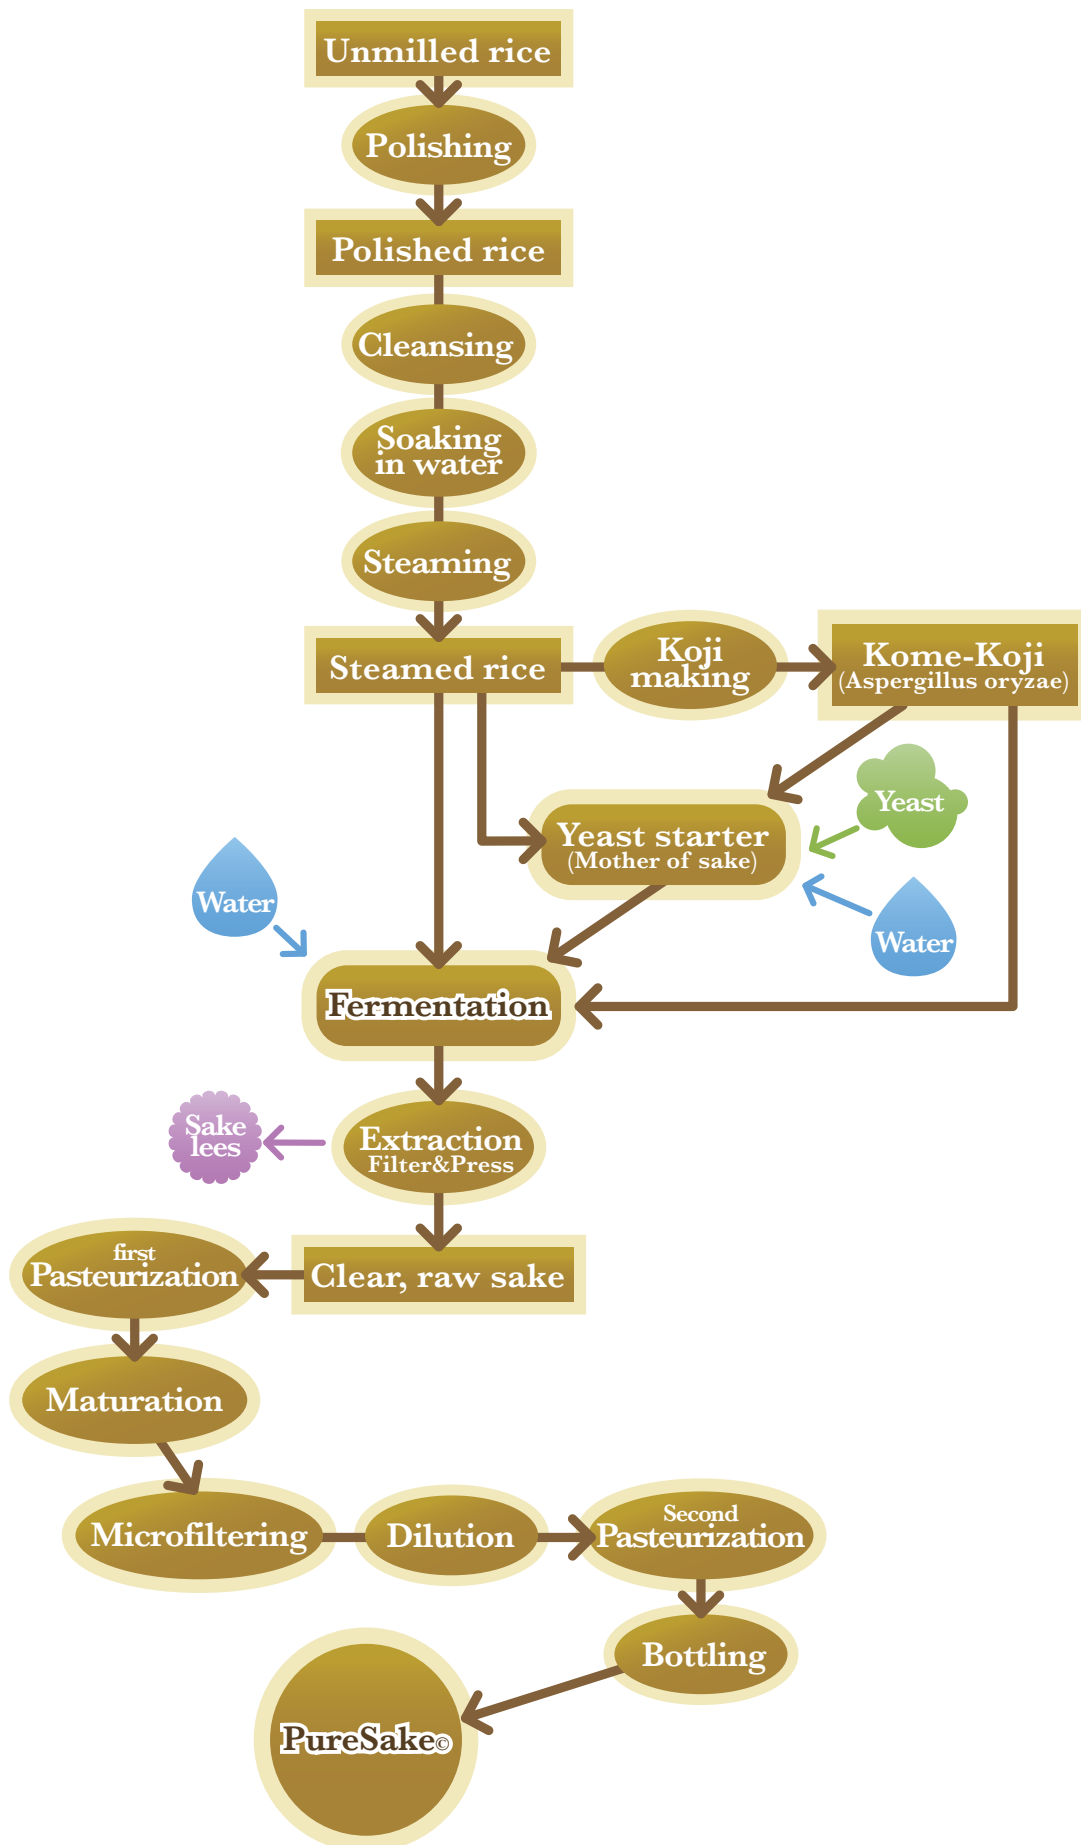 Unmilled rice
Polishing
Polished rice
Cleansing
Soaking
in water
Steaming
Steamed rice
Koji
making
Kome-Koji
(Aspergillus oryzae)
Yeast
Yeast starter
(Mother of sake)
Water
Water
Fermentation
Sake
lees
Extraction
Filter&Press
Clear, raw sake
first
Pasteurization
Maturation
Microfiltering
Dilution
Second
Pasteurization
Bottling
PureSake©